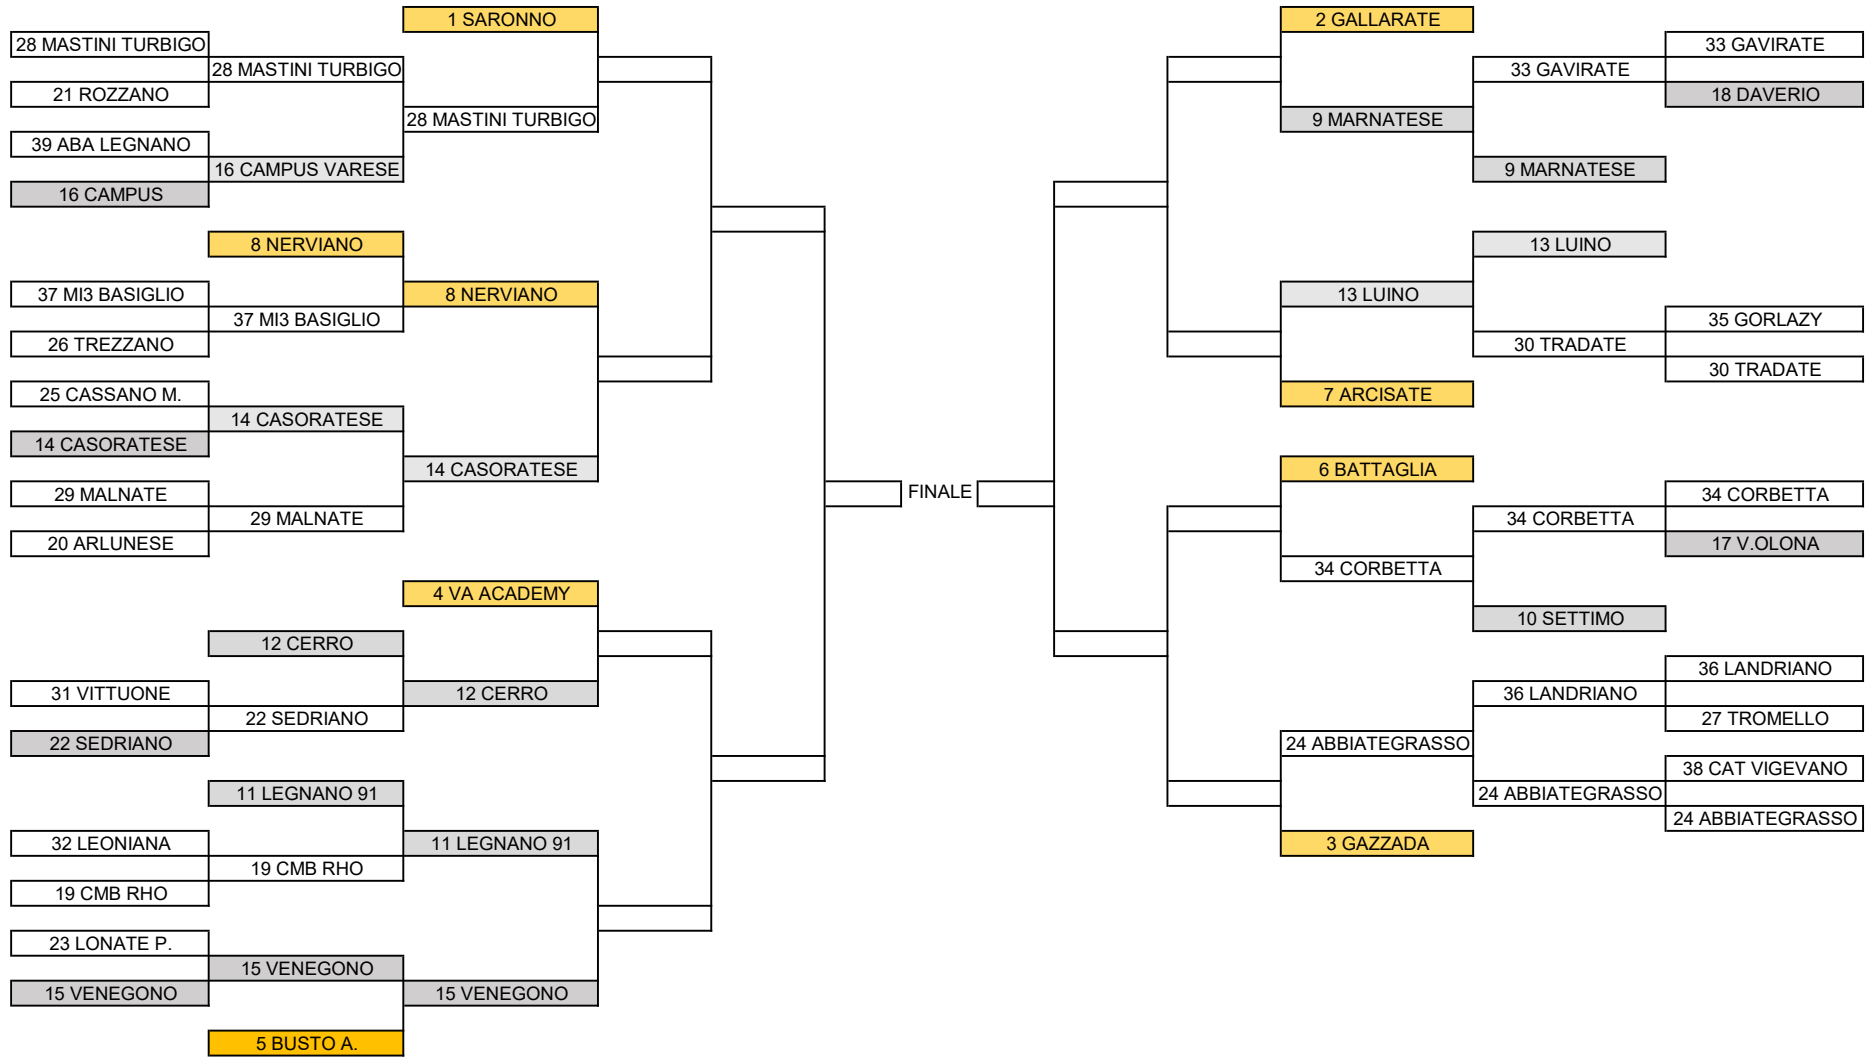 1 SARONNO
28 MASTINI TURBIGO
28 MASTINI TURBIGO
21 ROZZANO
28 MASTINI TURBIGO
39 ABA LEGNANO
16 CAMPUS VARESE
16 CAMPUS
8 NERVIANO
37 MI3 BASIGLIO
8 NERVIANO
37 MI3 BASIGLIO
26 TREZZANO
25 CASSANO M.
14 CASORATESE
14 CASORATESE
14 CASORATESE
29 MALNATE
29 MALNATE
20 ARLUNESE
4 VA ACADEMY
12 CERRO
31 VITTUONE
12 CERRO
22 SEDRIANO
22 SEDRIANO
11 LEGNANO 91
32 LEONIANA
11 LEGNANO 91
19 CMB RHO
19 CMB RHO
23 LONATE P.
15 VENEGONO
15 VENEGONO
15 VENEGONO
5 BUSTO A.
FINALE
2 GALLARATE
33 GAVIRATE
33 GAVIRATE
18 DAVERIO
9 MARNATESE
9 MARNATESE
13 LUINO
13 LUINO
35 GORLAZY
30 TRADATE
30 TRADATE
7 ARCISATE
6 BATTAGLIA
34 CORBETTA
34 CORBETTA
17 V.OLONA
34 CORBETTA
10 SETTIMO
36 LANDRIANO
36 LANDRIANO
27 TROMELLO
24 ABBIATEGRASSO
38 CAT VIGEVANO
24 ABBIATEGRASSO
24 ABBIATEGRASSO
3 GAZZADA